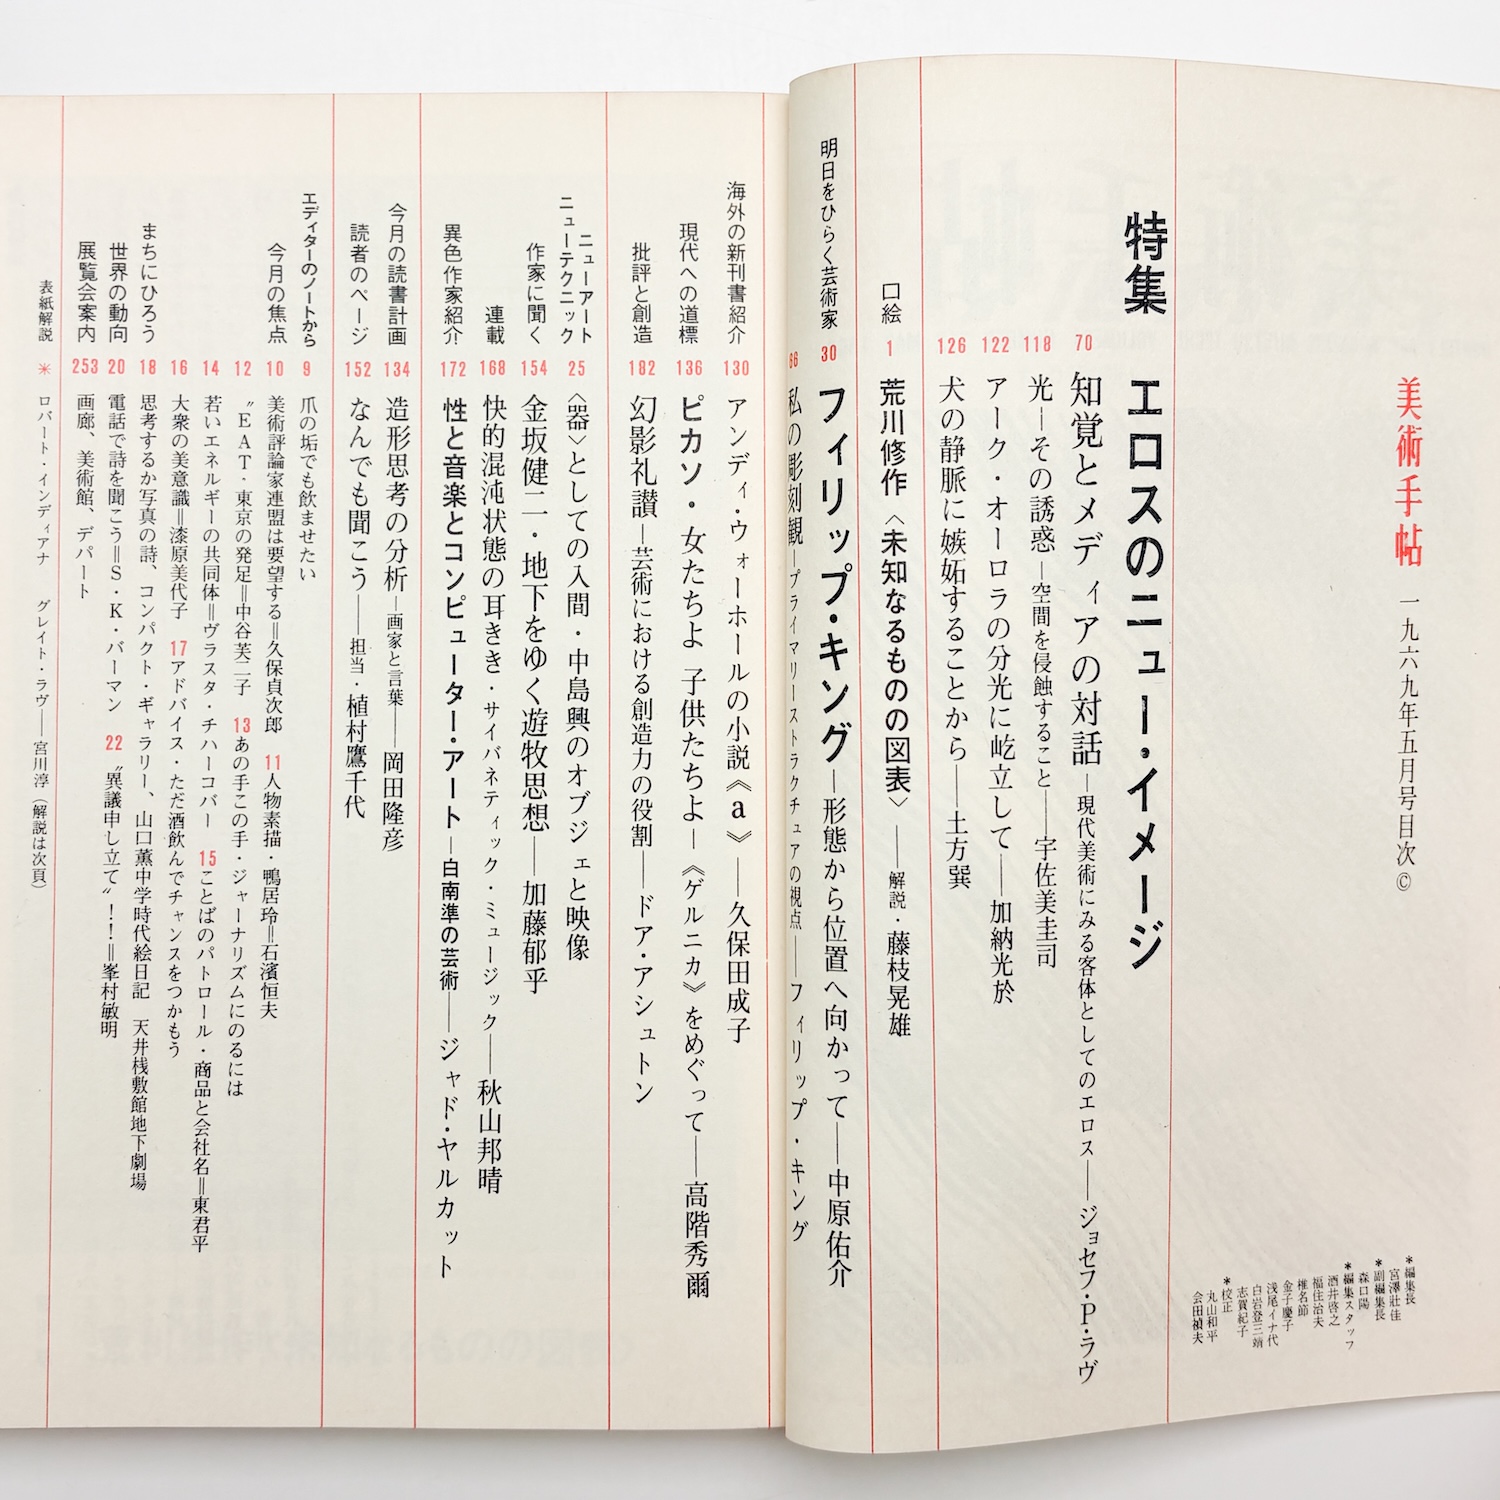 美術手帖 一九六九年五月号目次©
＊編集長
宮澤壯佳
＊副編集長
森口陽
＊編集スタッフ
酒井啓之
福住治夫
椎名節
金子慶子
浅尾イナ代
白岩登三靖
志賀紀子
＊校正
丸山和平
会田禎夫
特集 エロスのニュー・イメージ
70 知覚とメディアの対話—現代美術にみる客体としてのエロス——ジョセフ・P・ラヴ
118 光—その誘惑—空間を侵蝕すること——宇佐美圭司
122 アーク・オーロラの分光に屹立して——加納光於
126 犬の静脈に嫉妬することから——土方巽
口絵 1 荒川修作〈未知なるものの図表〉——解説・藤枝晃雄
明日をひらく芸術家 30 フィリップ・キング—形態から位置へ向かって——中原佑介
66 私の彫刻観—プライマリーストラクチュアの視点——フィリップ・キング
海外の新刊書紹介 130 アンディ・ウォーホールの小説《a》——久保田成子
現代への道標 136 ピカソ・女たちよ 子供たちよ—《ゲルニカ》をめぐって——高階秀爾
批評と創造 182 幻影礼讃—芸術における創造力の役割——ドア・アシュトン
ニューアート
ニューテクニック 25 〈器〉としての人間・中島興のオブジェと映像
作家に聞く 154 金坂健二・地下をゆく遊牧思想——加藤郁乎
連載 168 快的混沌状態の耳きき・サイバネティック・ミュージック——秋山邦晴
異色作家紹介 172 性と音楽とコンピューター・アート—白南準の芸術——ジャド・ヤルカット
今月の読書計画 134 造形思考の分析—画家と言葉——岡田隆彦
読者のページ 152 なんでも聞こう——担当・植村鷹千代
エディターのノートから 9 爪の垢でも飲ませたい
今月の焦点 10 美術評論家連盟は要望する＝久保貞次郎 11 人物素描・鴨居玲＝石濱恒夫
12 〝EAT・東京の発足＝中谷芙二子 13 あの手この手・ジャーナリズムにのるには
14 若いエネルギーの共同体＝ヴラスタ・チハーコバー 15 ことばのパトロール・商品と会社名＝東君平
16 大衆の美意識＝漆原美代子 17 アドバイス・ただ酒飲んでチャンスをつかもう
まちにひろう 18 思考するか写真の詩、コンパクト・ギャラリー、山口薫中学時代絵日記 天井桟敷館地下劇場
世界の動向 20 電話で詩を聞こう＝S・K・バーマン 22 〝異議申し立て〟！！＝峯村敏明
展覧会案内 253 画廊、美術館、デパート
表紙解説 ＊ ロバート・インディアナ グレイト・ラヴ——宮川淳（解説は次頁）